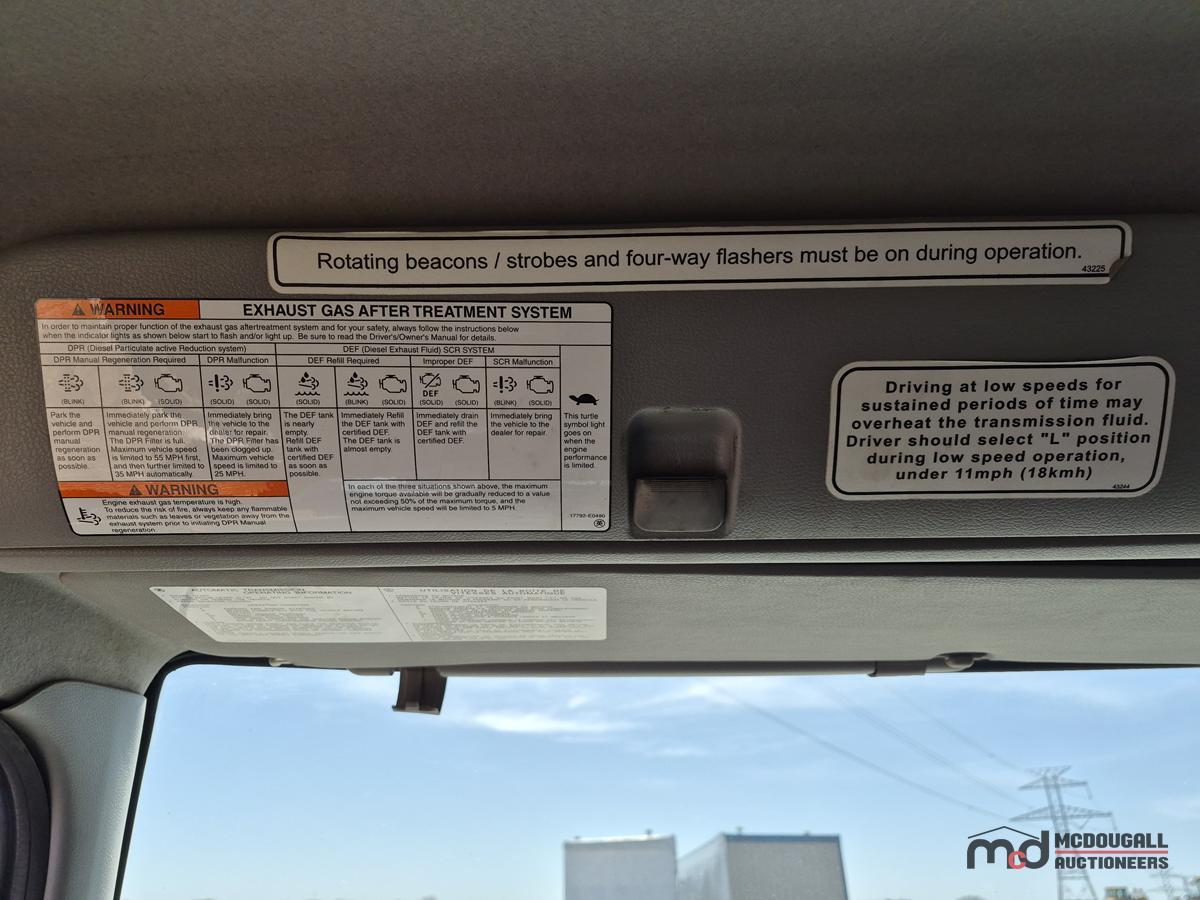 Rotating beacons / strobes and four-way flashers must be on during operation.
43225
WARNING
EXHAUST GAS AFTER TREATMENT SYSTEM
In order to maintain proper function of the exhaust gas aftertreatment system and for your safety, always follow the instructions below
when the indicator lights as shown below start to flash and/or light up. Be sure to read the Driver's/Owner's Manual for details.
DPR (Diesel Particulate active Reduction system)
DEF (Diesel Exhaust Fluid) SCR SYSTEM
DPR Manual Regeneration Required
DPR Malfunction
DEF Refill Required
Improper DEF
SCR Malfunction
DEF
(BLINK)
(BLINK) (SOLID)
(SOLID) (SOLID)
(SOLID)
(BLINK) (SOLID)
(SOLID) (SOLID)
(BLINK) (SOLID)
Park the
vehicle and
perform DPR
manual
regeneration
as soon as
possible.
Immediately park the
vehicle and perform DPR
manual regeneration.
The DPR Filter is full.
Maximum vehicle speed
is limited to 55 MPH first,
and then further limited to
35 MPH automatically.
Immediately bring
the vehicle to the
dealer for repair.
The DPR Filter has
been clogged up.
Maximum vehicle
speed is limited to
25 MPH.
The DEF tank
is nearly
empty.
Refill DEF
tank with
certified DEF
as soon as
possible.
Immediately Refill
the DEF tank with
certified DEF.
The DEF tank is
almost empty.
Immediately drain
DEF and refill the
DEF tank with
certified DEF.
Immediately bring
the vehicle to the
dealer for repair.
This turtle
symbol light
goes on
when the
engine
performance
is limited.
WARNING
Engine exhaust gas temperature is high.
To reduce the risk of fire, always keep any flammable
materials such as leaves or vegetation away from the
exhaust system prior to initiating DPR Manual
regeneration.
In each of the three situations shown above, the maximum
engine torque available will be gradually reduced to a value
not exceeding 50% of the maximum torque, and the
maximum vehicle speed will be limited to 5 MPH.
17792-E0490
Driving at low speeds for
sustained periods of time may
overheat the transmission fluid.
Driver should select "L" position
during low speed operation,
under 11mph (18kmh)
43244
AUTOMATIC TRANSMISSION
OPERATING INFORMATION
UTILISATION DE LA BOITE DE
VITESSES AUTOMATIQUE
mcd MCDOUGALL
AUCTIONEERS